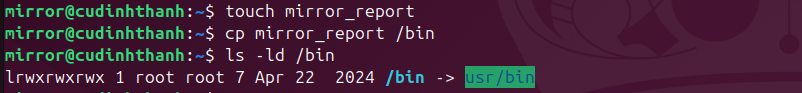 mirror@cudinhthanh:~$ touch mirror_report
mirror@cudinhthanh:~$ cp mirror_report /bin
mirror@cudinhthanh:~$ ls -ld /bin
lrwxrwxrwx 1 root root 7 Apr 22  2024 /bin -> usr/bin